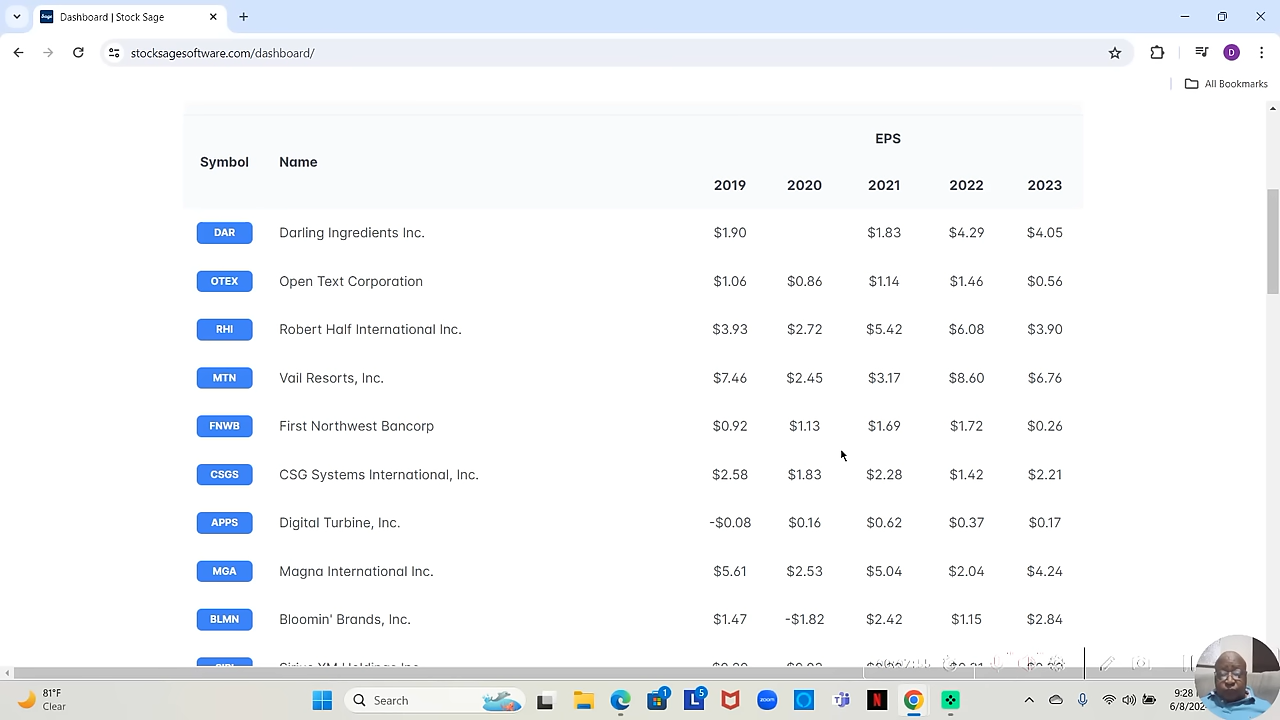 Dashboard | Stock Sage
stocksagesoftware.com/dashboard/
D
All Bookmarks
EPS
Symbol Name
2019 2020 2021 2022 2023
DAR Darling Ingredients Inc. $1.90 $1.83 $4.29 $4.05
OTEX Open Text Corporation $1.06 $0.86 $1.14 $1.46 $0.56
RHI Robert Half International Inc. $3.93 $2.72 $5.42 $6.08 $3.90
MTN Vail Resorts, Inc. $7.46 $2.45 $3.17 $8.60 $6.76
FNWB First Northwest Bancorp $0.92 $1.13 $1.69 $1.72 $0.26
CSGS CSG Systems International, Inc. $2.58 $1.83 $2.28 $1.42 $2.21
APPS Digital Turbine, Inc. -$0.08 $0.16 $0.62 $0.37 $0.17
MGA Magna International Inc. $5.61 $2.53 $5.04 $2.04 $4.24
BLMN Bloomin' Brands, Inc. $1.47 -$1.82 $2.42 $1.15 $2.84
Sirius XM Holdings Inc.
81°F
Clear
Search
1
5
zoom
9:28
6/8/202